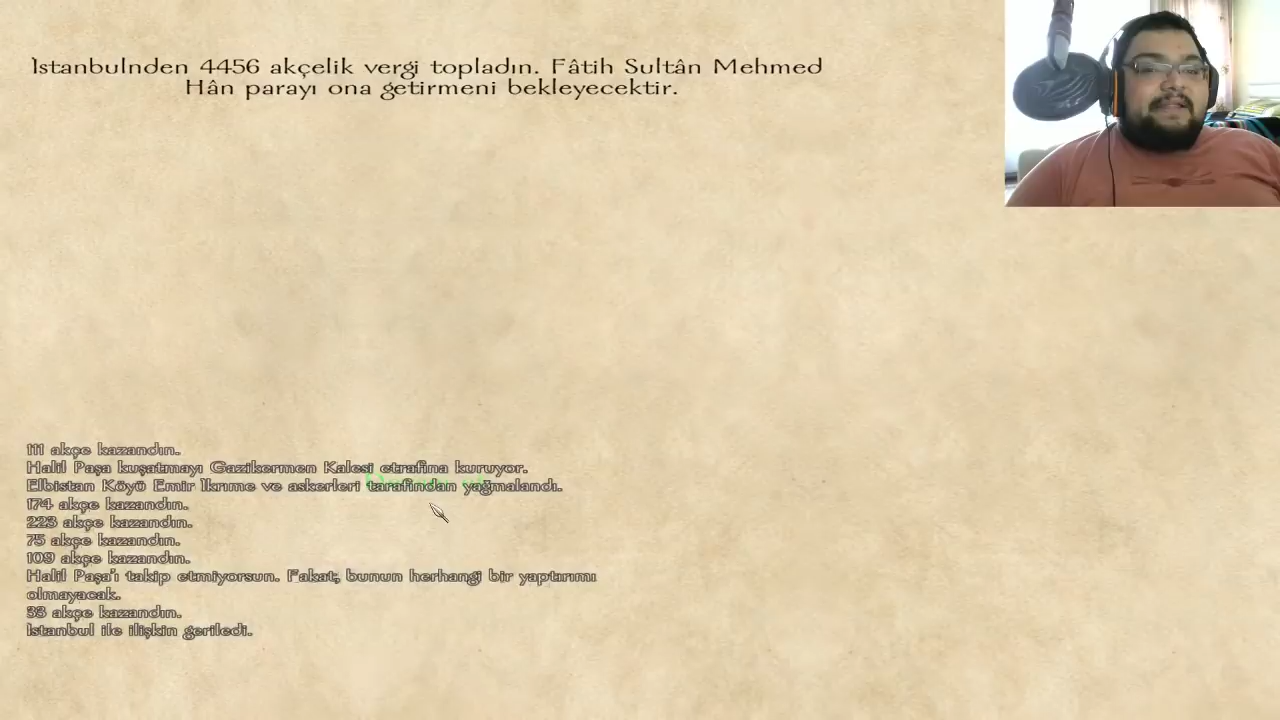 Istanbulnden 4456 akçelik vergi topladın. Fâtih Sultân Mehmed
Hân parayı ona getirmeni bekleyecektir.
111 akçe kazandın.
Halil Paşa kuşatmayı Gazikermen Kalesi etrafına kuruyor.
Elbistan Köyü Emir Ikrıme ve askerleri tarafından yağmalandı.
174 akçe kazandın.
223 akçe kazandın.
75 akçe kazandın.
109 akçe kazandın.
Halil Paşa'ı takip etmiyorsun. Fakat, bunun herhangi bir yaptırımı
olmayacak.
33 akçe kazandın.
Istanbul ile ilişkin geriledi.